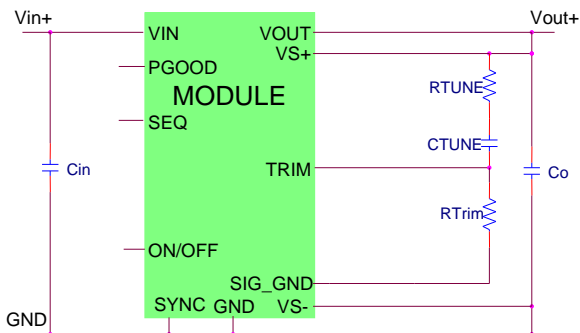 Vin+
Vout+
VIN
VOUT
VS+
PGOOD
RTUNE
MODULE
SEQ
CTUNE
TRIM
Cin
Co
RTrim
ON/OFF
SIG_GND
SYNC
GND
VS-
GND